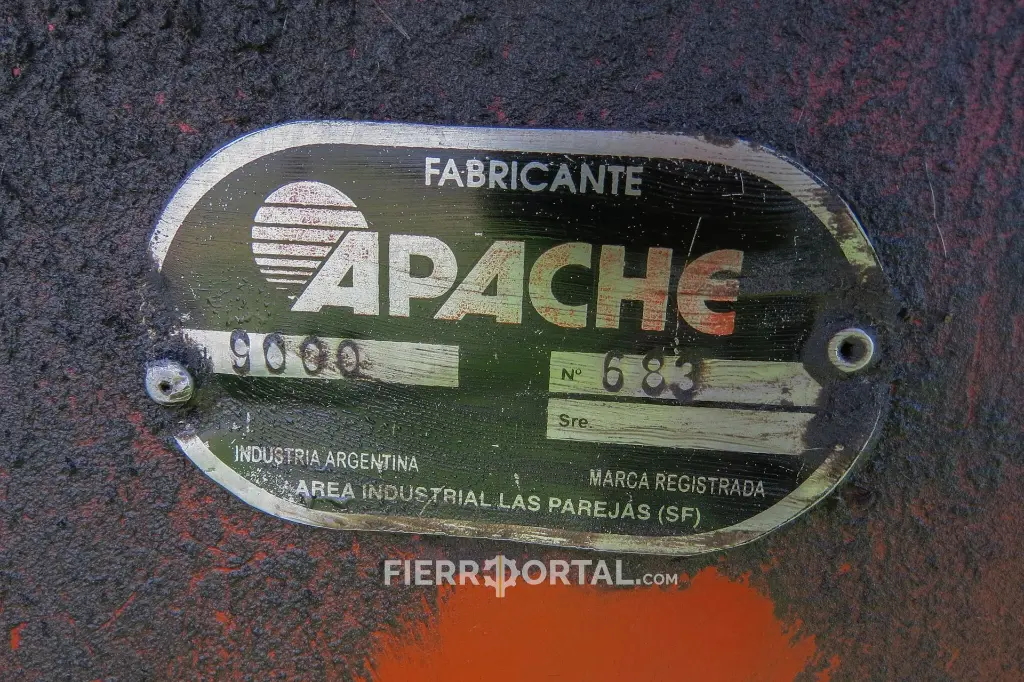 FABRICANTE
APACHE
9000
Nº 683
Sre.
INDUSTRIA ARGENTINA
MARCA REGISTRADA
AREA INDUSTRIAL LAS PAREJAS (SF)
FIERROPORTAL.COM